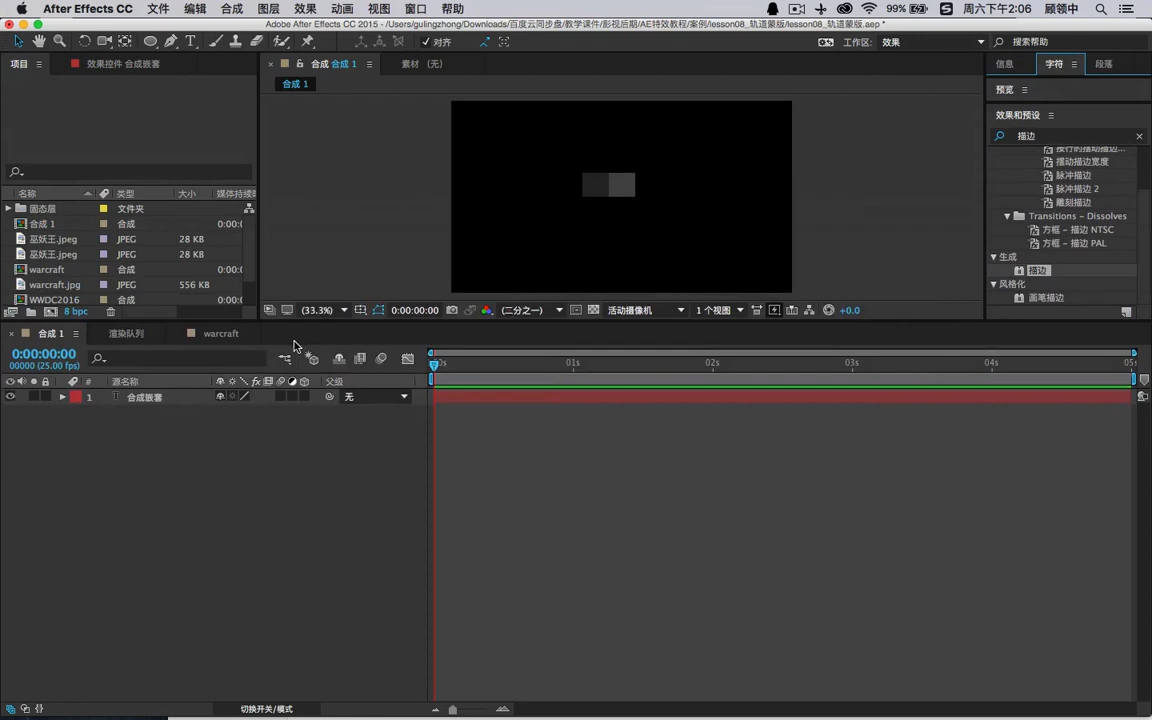 After Effects CC 文件 编辑 合成 图层 效果 动画 视图 窗口 帮助 99% 周六下午2:06 顾领中
Adobe After Effects CC 2015 - /Users/gulingzhong/Downloads/百度云同步盘/教学课件/影视后期/AE特效教程/案例/lesson08_轨道蒙版/lesson08_轨道蒙版.aep *
对齐 工作区: 效果 搜索帮助
项目 效果控件 合成嵌套 合成 合成 1 素材 (无) 信息 字符 段落
合成 1
预览
效果和预设
描边
按行的摆动描边...
摆动描边宽度
脉冲描边
脉冲描边 2
雕刻描边
Transitions – Dissolves
方框 – 描边 NTSC
方框 – 描边 PAL
生成
描边
风格化
画笔描边
名称 类型 大小 媒体持续
固态层 文件夹
合成 1 合成 0:00:(
巫妖王.jpeg JPEG 28 KB
巫妖王.jpeg JPEG 28 KB
warcraft 合成 0:00:(
warcraft.jpg JPEG 556 KB
WWDC2016 合成 0:00:(
8 bpc
(33.3%) 0:00:00:00 (二分之一) 活动摄像机 1 个视图 +0.0
合成 1 渲染队列 warcraft
0:00:00:00
00000 (25.00 fps)
01s 02s 03s 04s
# 源名称 父级
1 合成嵌套 无
切换开关/模式